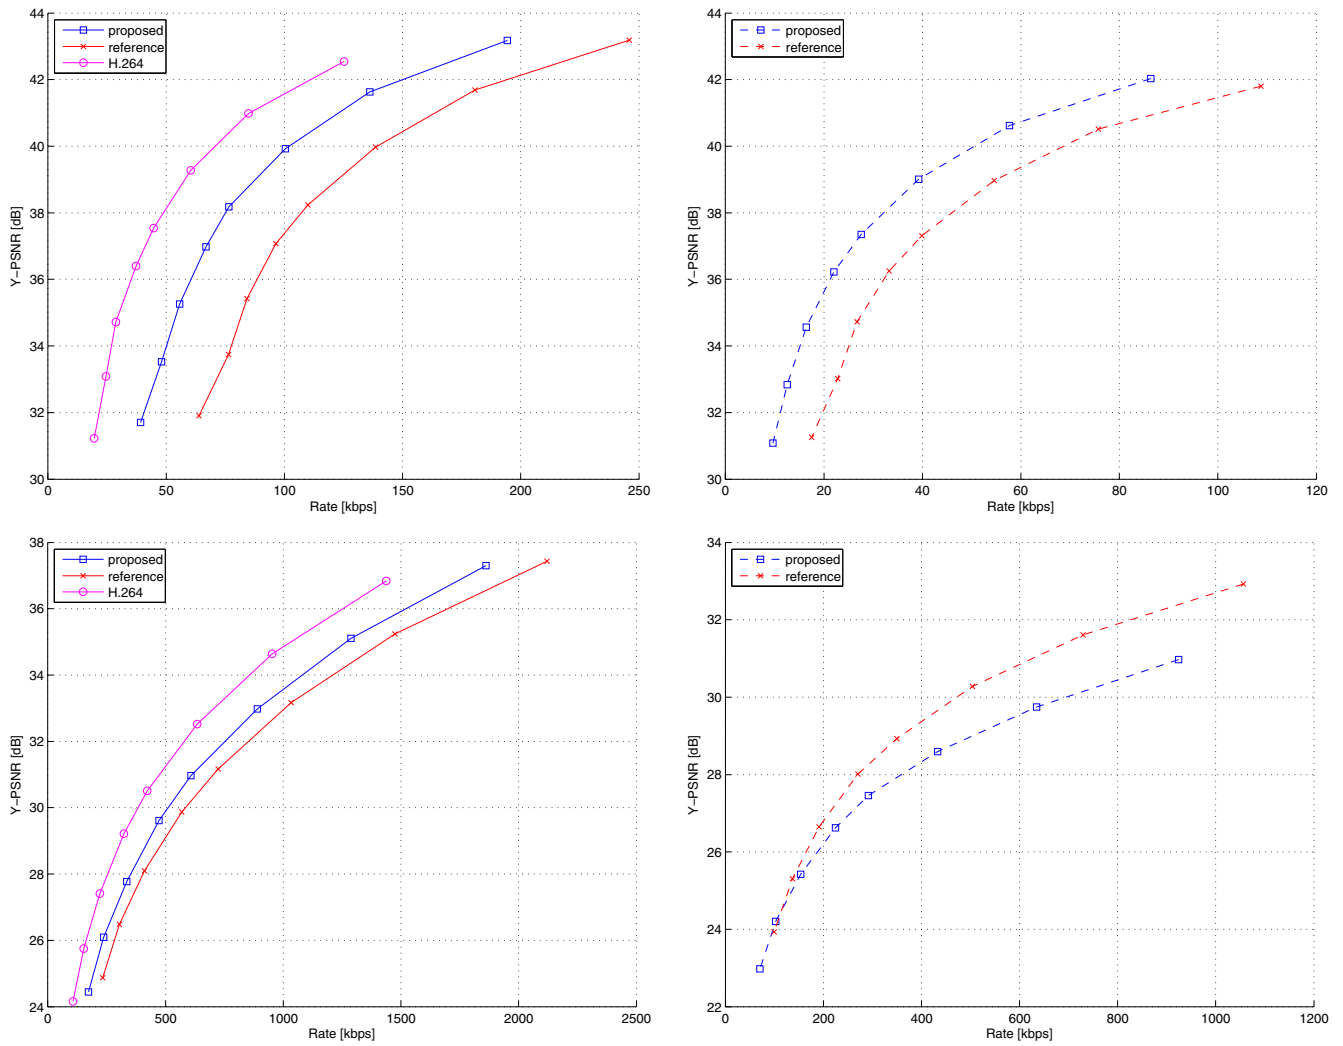 44
42
40
38
36
34
32
30
Y-PSNR [dB]
proposed
reference
H.264
0 50 100 150 200 250
Rate [kbps]
44
42
40
38
36
34
32
30
Y-PSNR [dB]
proposed
reference
0 20 40 60 80 100 120
Rate [kbps]
38
36
34
32
30
28
26
24
Y-PSNR [dB]
proposed
reference
H.264
0 500 1000 1500 2000 2500
Rate [kbps]
34
32
30
28
26
24
22
Y-PSNR [dB]
proposed
reference
0 200 400 600 800 1000 1200
Rate [kbps]